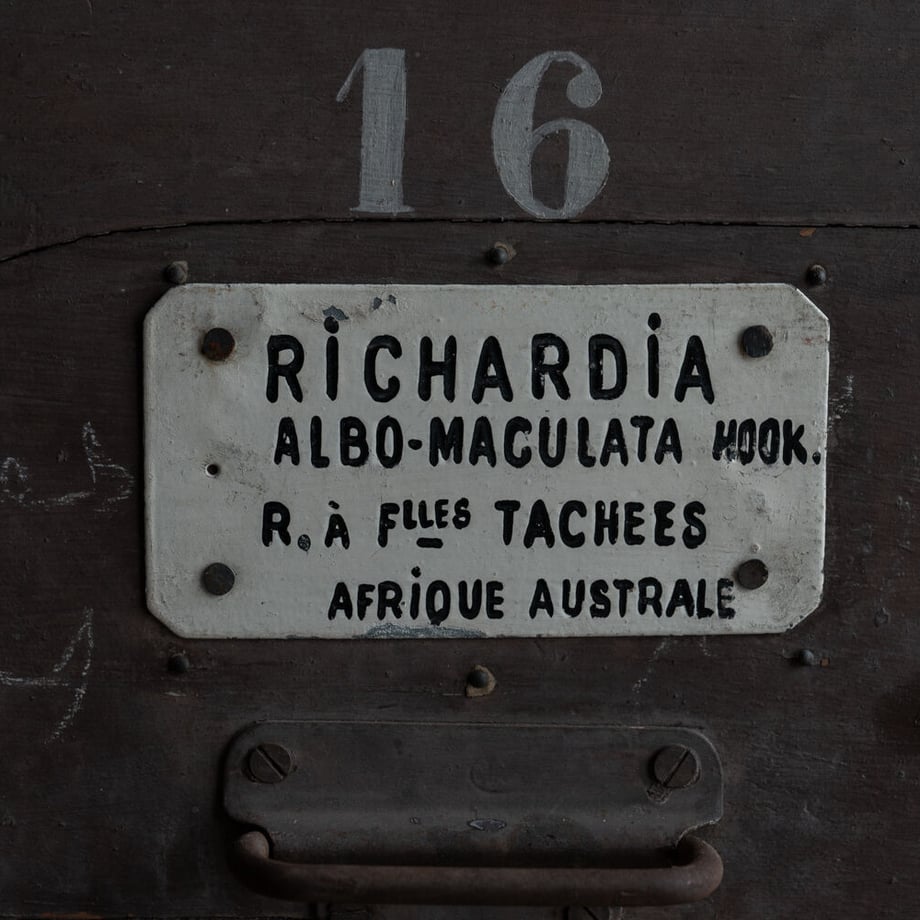 16
RICHARDIA
ALBO-MACULATA HOOK.
R. À FLLES TACHEES
AFRIQUE AUSTRALE